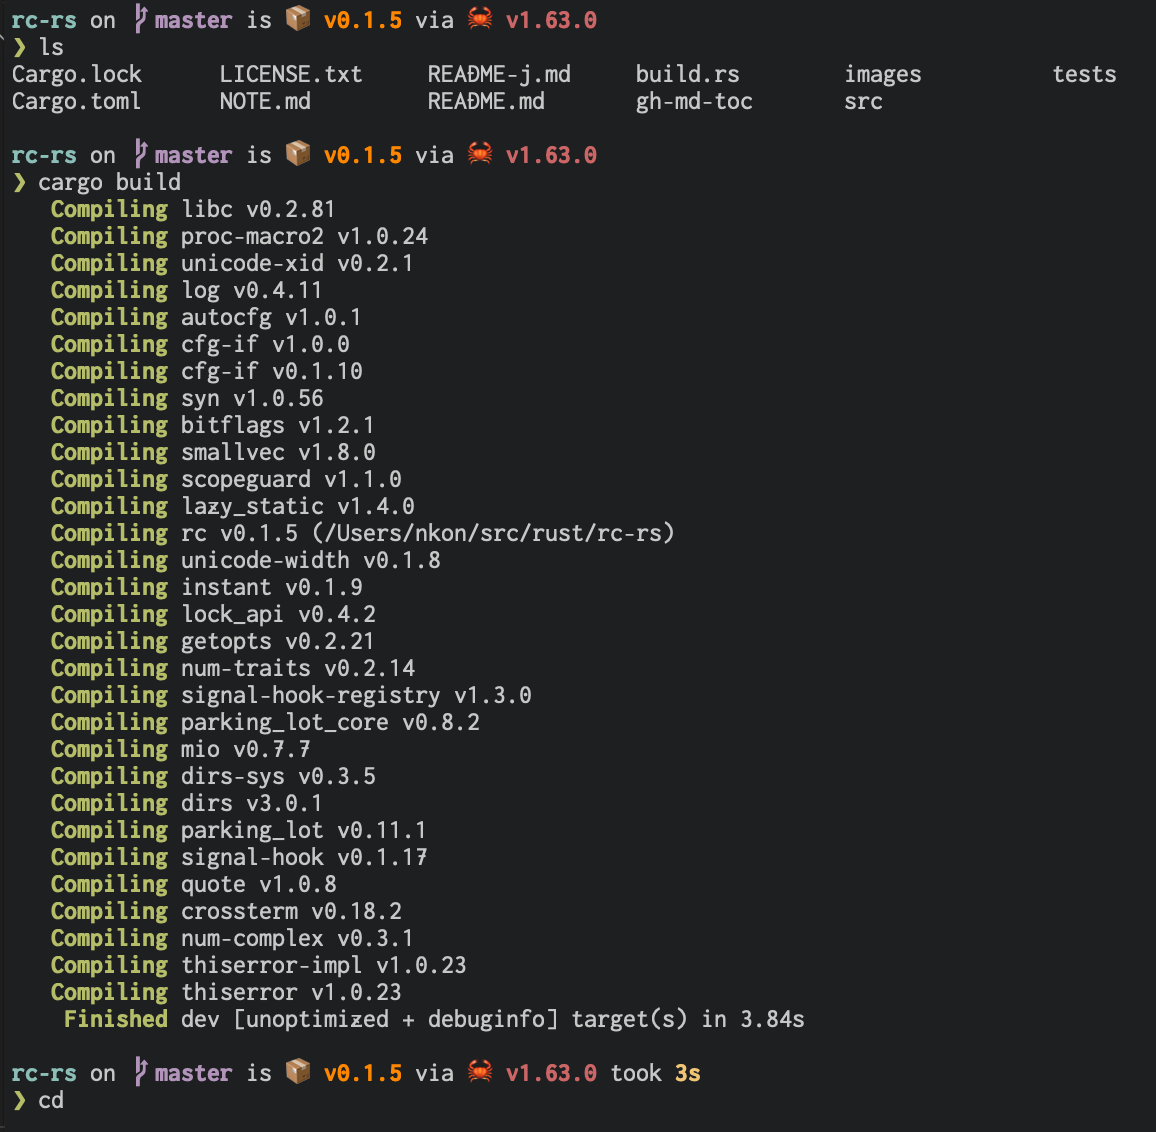 rc-rs on master is 📦 v0.1.5 via 🦀 v1.63.0
❯ ls
Cargo.lock LICENSE.txt README-j.md build.rs images tests
Cargo.toml NOTE.md README.md gh-md-toc src
rc-rs on master is 📦 v0.1.5 via 🦀 v1.63.0
❯ cargo build
Compiling libc v0.2.81
Compiling proc-macro2 v1.0.24
Compiling unicode-xid v0.2.1
Compiling log v0.4.11
Compiling autocfg v1.0.1
Compiling cfg-if v1.0.0
Compiling cfg-if v0.1.10
Compiling syn v1.0.56
Compiling bitflags v1.2.1
Compiling smallvec v1.8.0
Compiling scopeguard v1.1.0
Compiling lazy_static v1.4.0
Compiling rc v0.1.5 (/Users/nkon/src/rust/rc-rs)
Compiling unicode-width v0.1.8
Compiling instant v0.1.9
Compiling lock_api v0.4.2
Compiling getopts v0.2.21
Compiling num-traits v0.2.14
Compiling signal-hook-registry v1.3.0
Compiling parking_lot_core v0.8.2
Compiling mio v0.7.7
Compiling dirs-sys v0.3.5
Compiling dirs v3.0.1
Compiling parking_lot v0.11.1
Compiling signal-hook v0.1.17
Compiling quote v1.0.8
Compiling crossterm v0.18.2
Compiling num-complex v0.3.1
Compiling thiserror-impl v1.0.23
Compiling thiserror v1.0.23
Finished dev [unoptimized + debuginfo] target(s) in 3.84s
rc-rs on master is 📦 v0.1.5 via 🦀 v1.63.0 took 3s
❯ cd